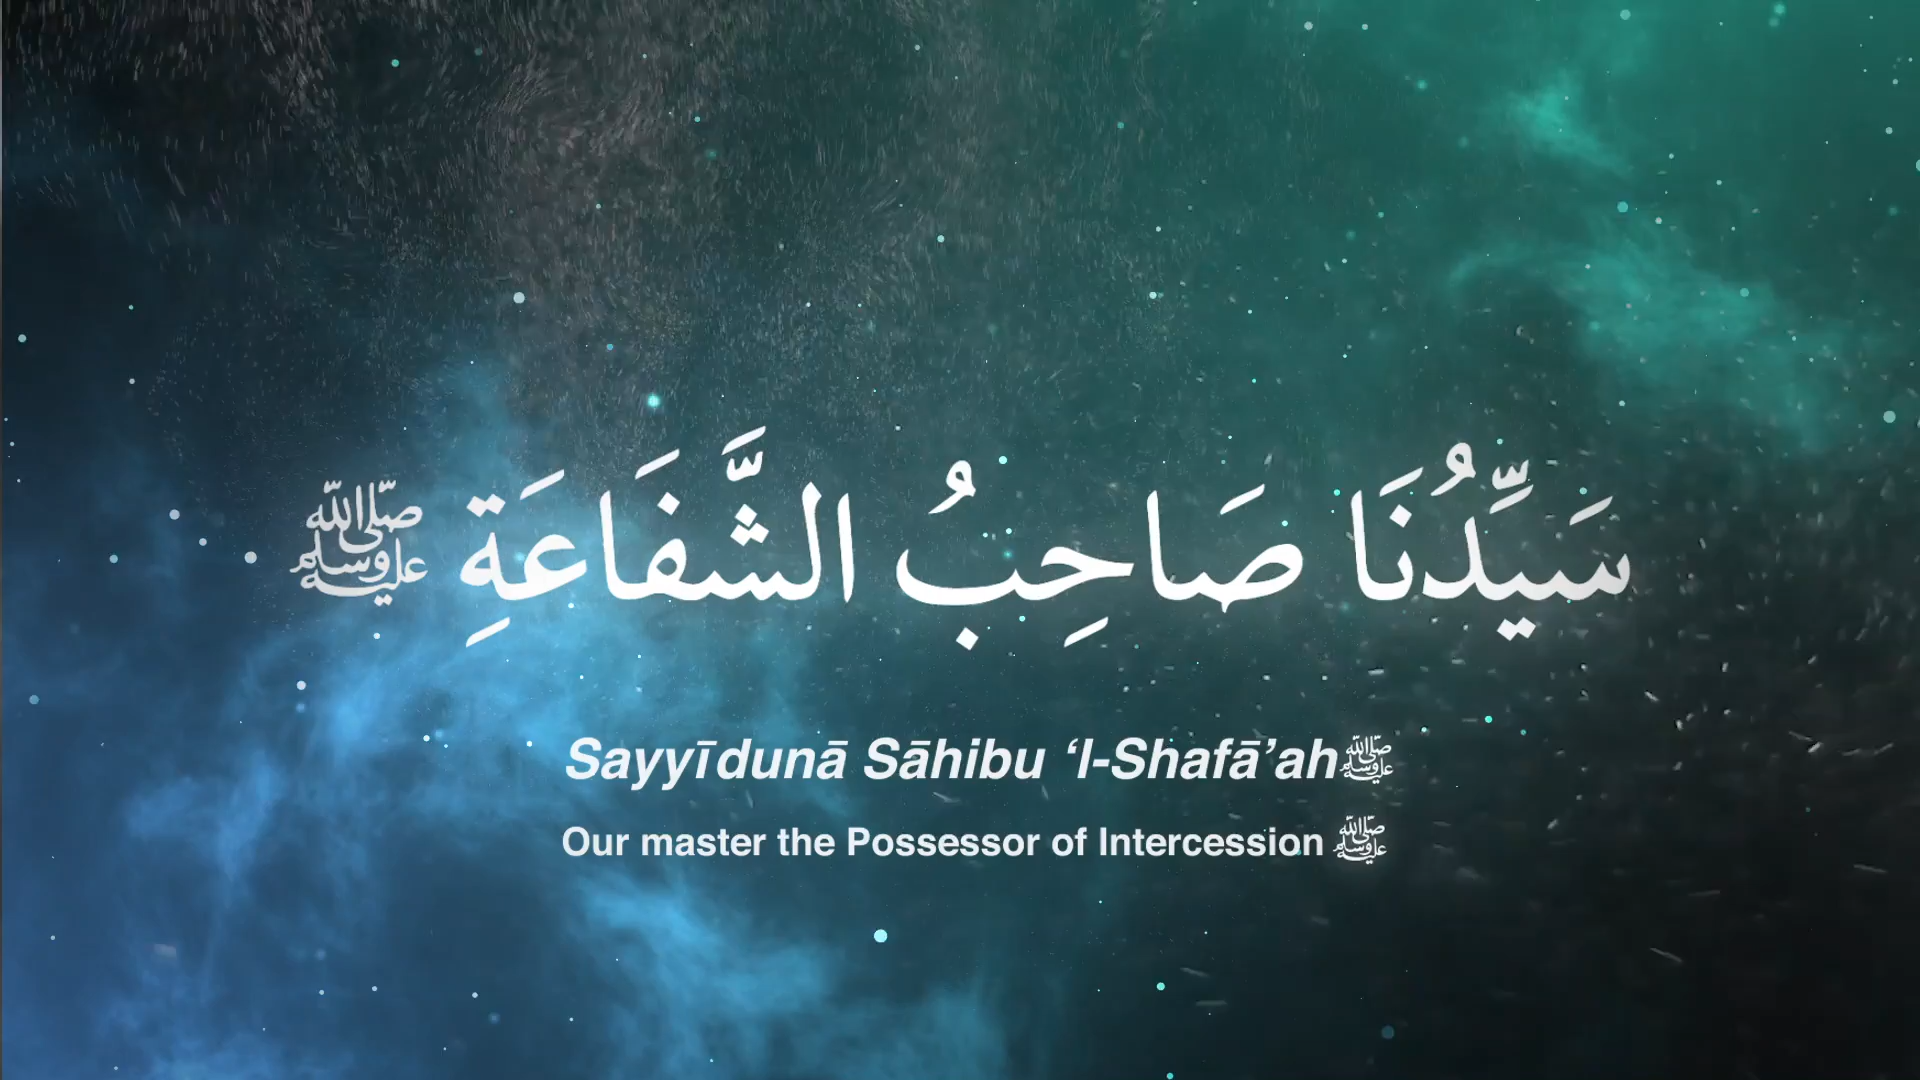 سَيِّدُنَا صَاحِبُ الشَّفَاعَةِ ﷺ
Sayyīdunā Sāhibu ‘l-Shafā’ah ﷺ
Our master the Possessor of Intercession ﷺ